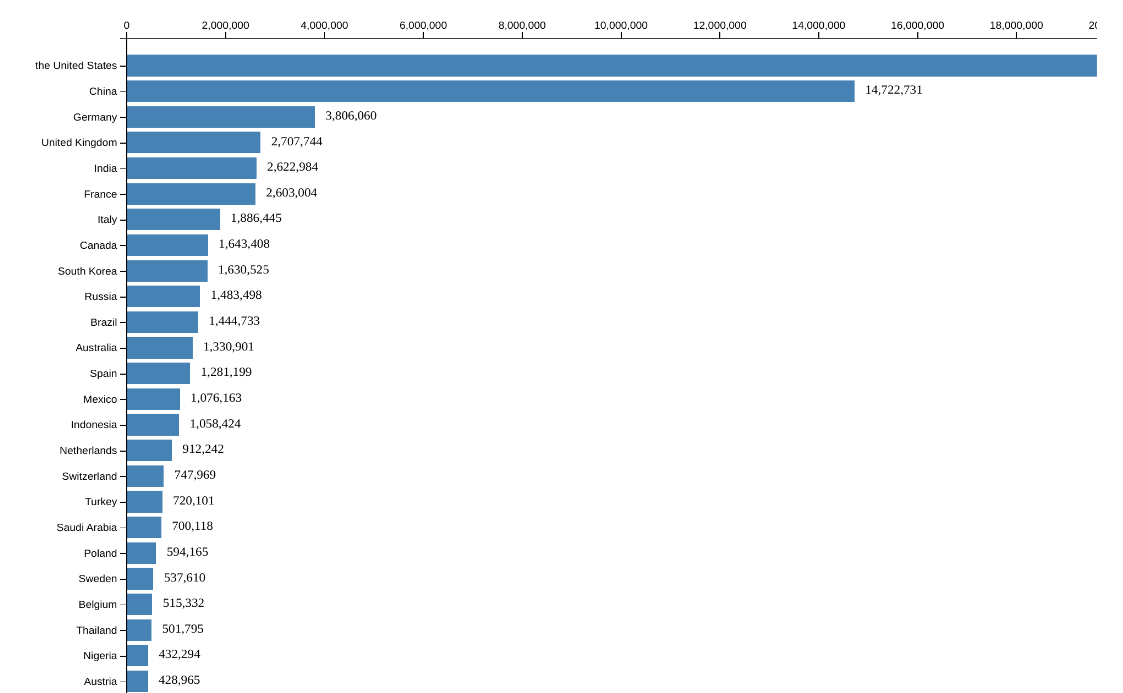 0 2,000,000 4,000,000 6,000,000 8,000,000 10,000,000 12,000,000 14,000,000 16,000,000 18,000,000 20
the United States
China 14,722,731
Germany 3,806,060
United Kingdom 2,707,744
India 2,622,984
France 2,603,004
Italy 1,886,445
Canada 1,643,408
South Korea 1,630,525
Russia 1,483,498
Brazil 1,444,733
Australia 1,330,901
Spain 1,281,199
Mexico 1,076,163
Indonesia 1,058,424
Netherlands 912,242
Switzerland 747,969
Turkey 720,101
Saudi Arabia 700,118
Poland 594,165
Sweden 537,610
Belgium 515,332
Thailand 501,795
Nigeria 432,294
Austria 428,965